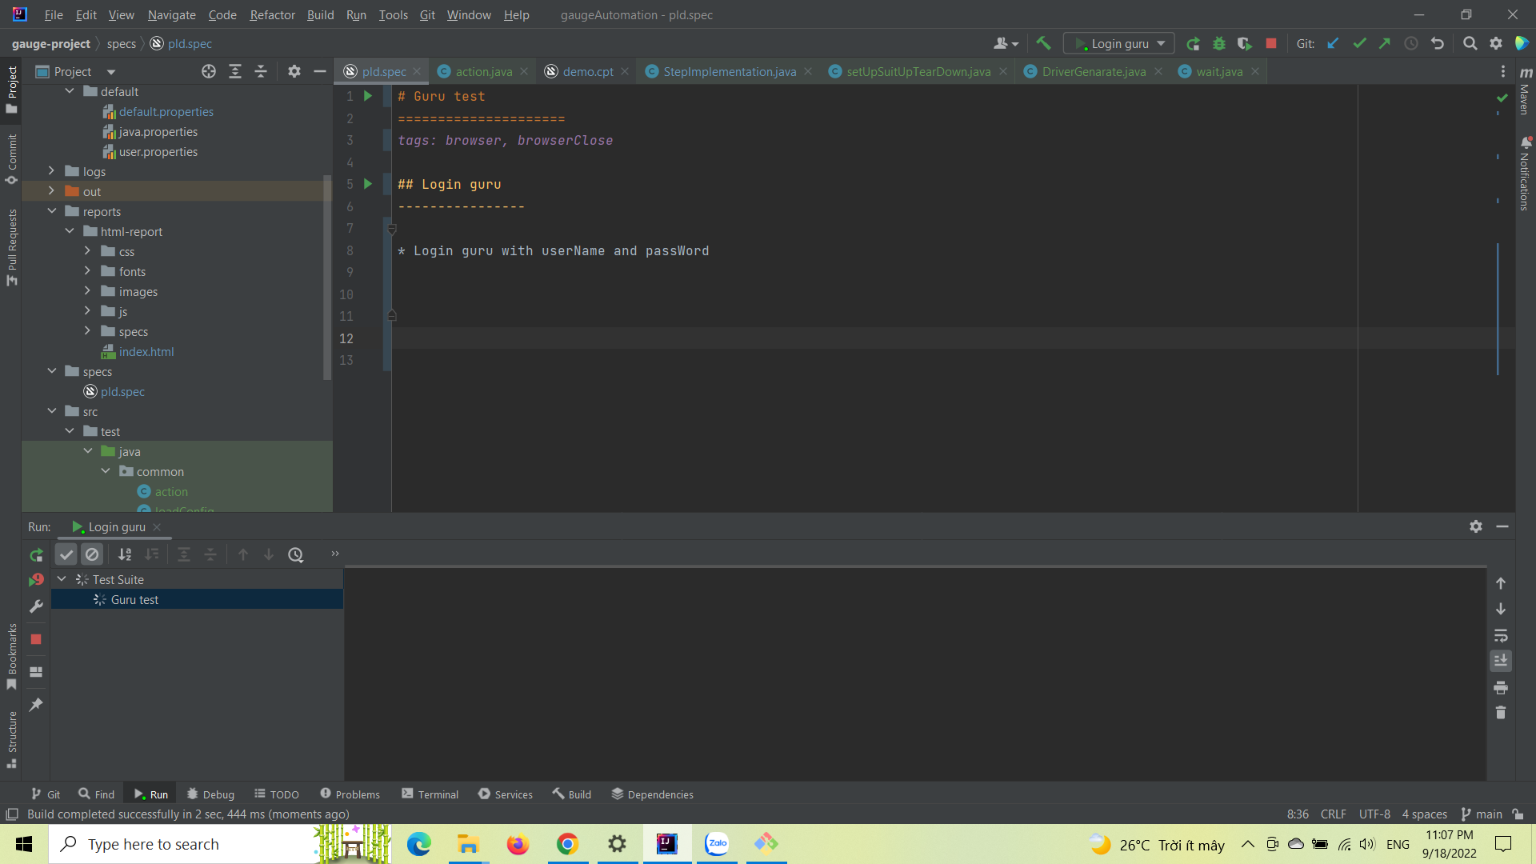 File Edit View Navigate Code Refactor Build Run Tools Git Window Help gaugeAutomation - pld.spec
gauge-project specs pld.spec Login guru Git:
Project
pld.spec action.java demo.cpt StepImplementation.java setUpSuitUpTearDown.java DriverGenarate.java wait.java
Project
Commit
Pull Requests
Bookmarks
Structure
default
default.properties
java.properties
user.properties
logs
out
reports
html-report
css
fonts
images
js
specs
index.html
specs
pld.spec
src
test
java
common
action
loadConfig
1 # Guru test
2 =====================
3 tags: browser, browserClose
4
5 ## Login guru
6 ----------------
7
8 * Login guru with userName and passWord
9
10
11
12
13
Maven
Notifications
Run: Login guru
Test Suite
Guru test
Git Find Run Debug TODO Problems Terminal Services Build Dependencies
Build completed successfully in 2 sec, 444 ms (moments ago) 8:36 CRLF UTF-8 4 spaces main
Type here to search
Zalo
26°C Trời ít mây ENG
11:07 PM
9/18/2022